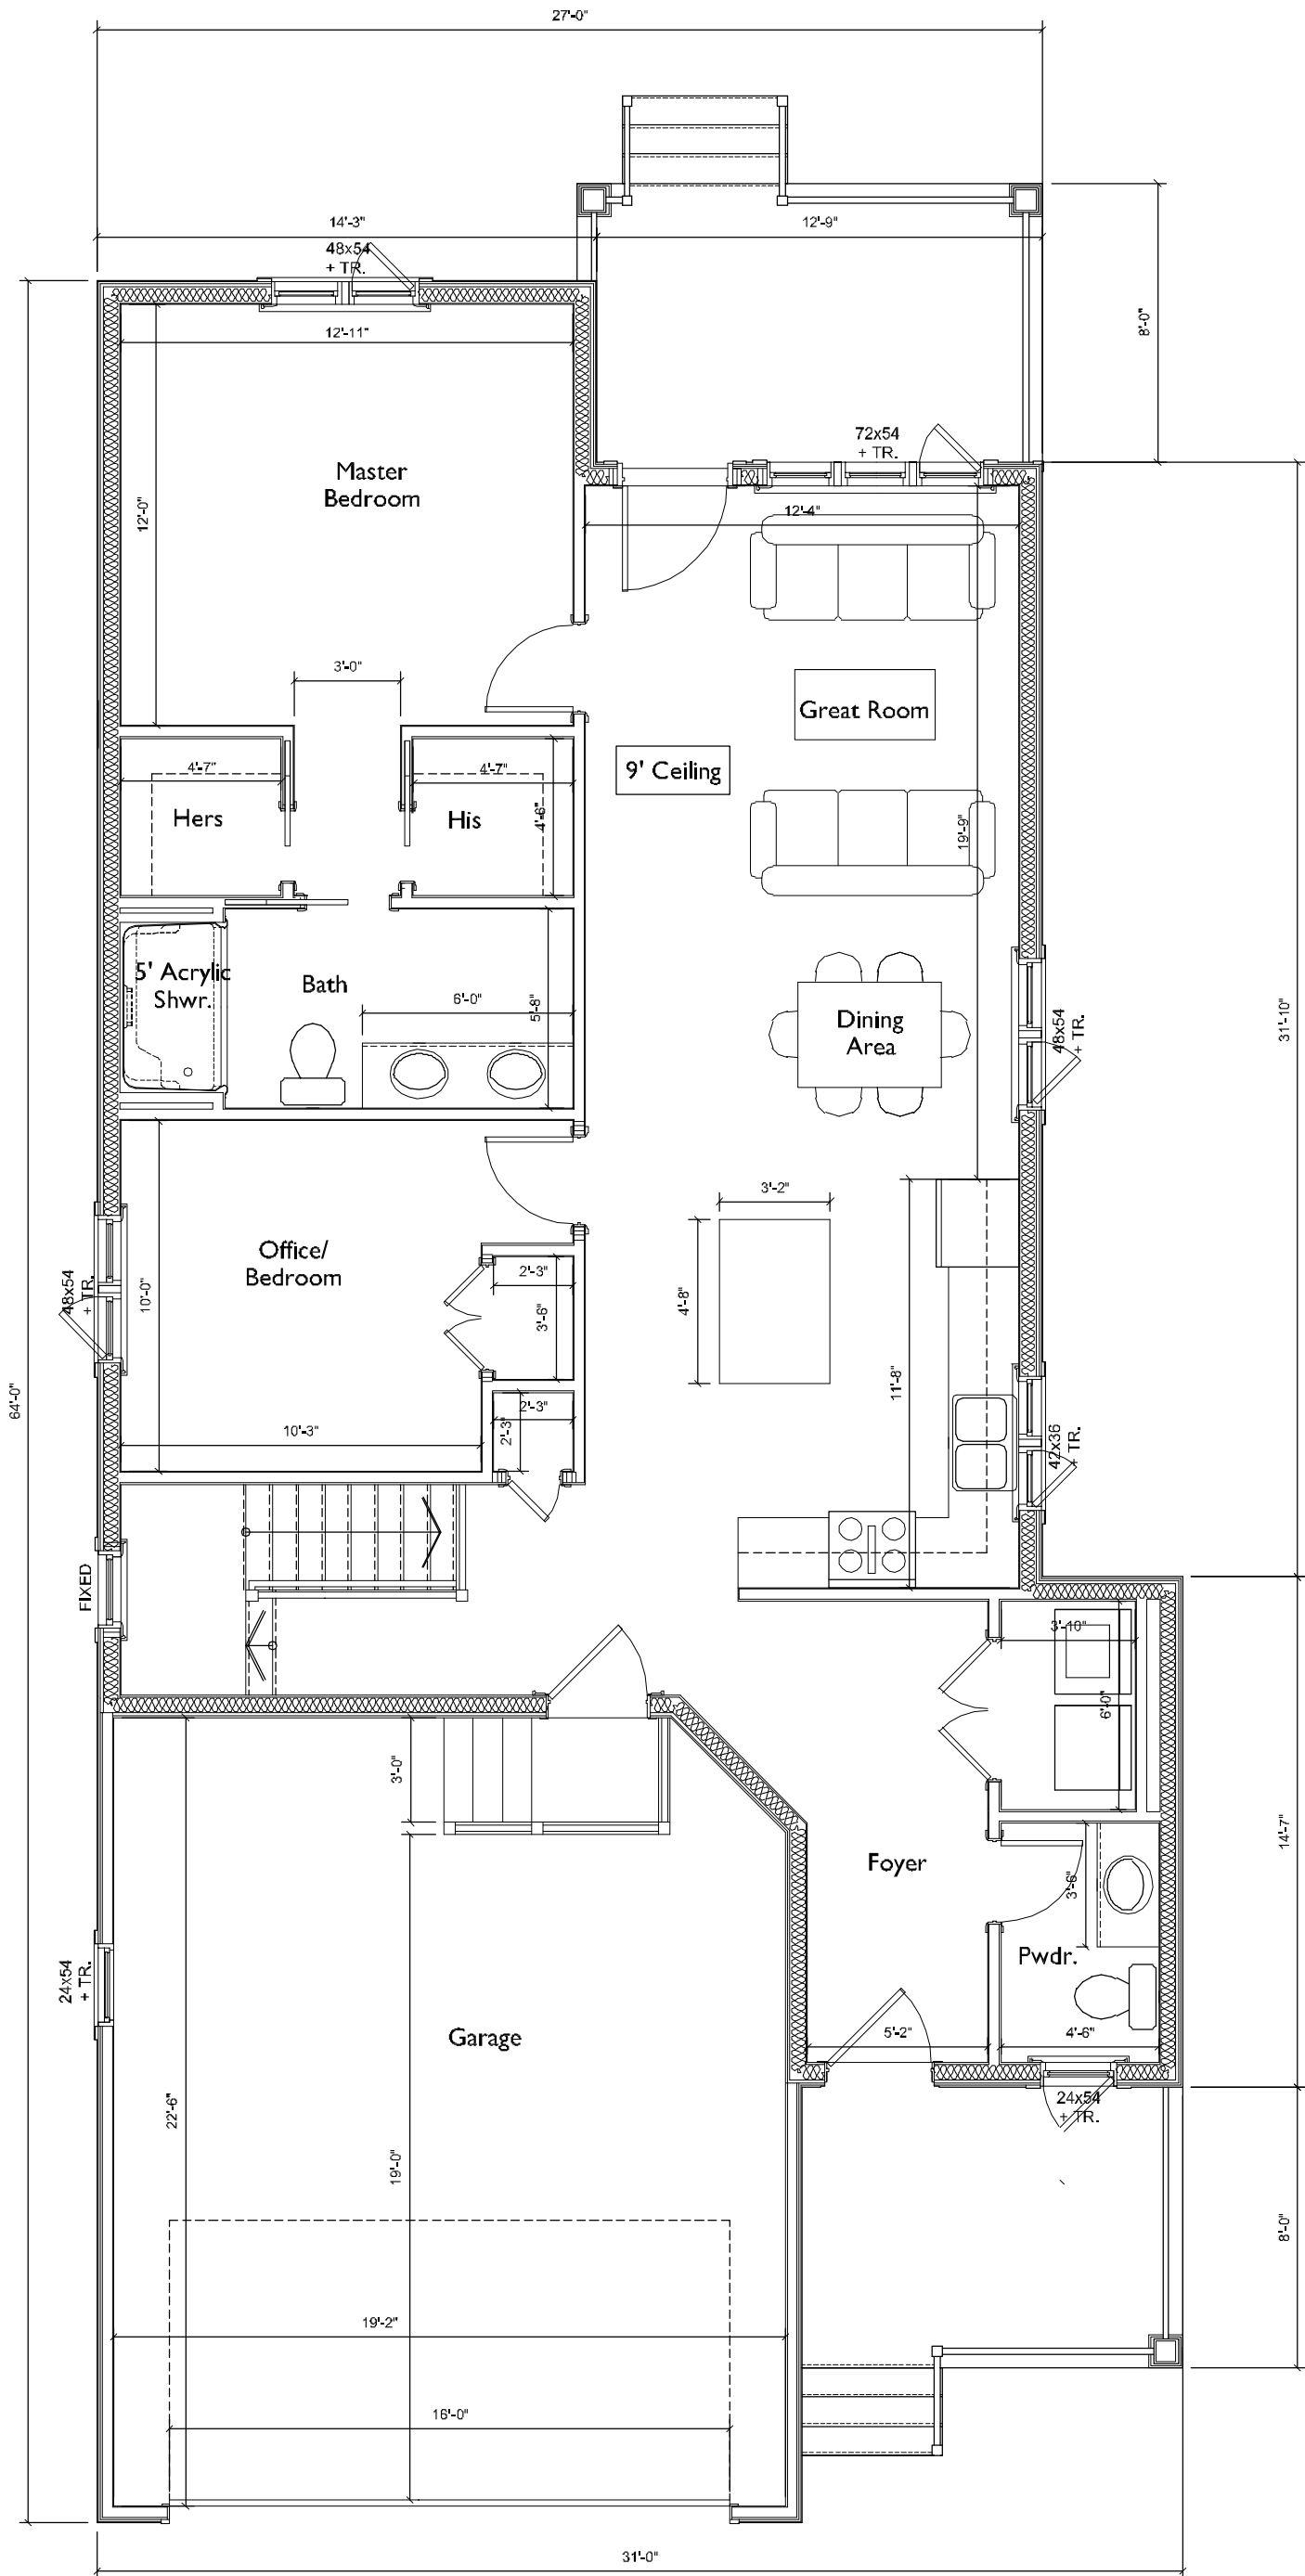 27'-0"
14'-3"
12'-9"
48x54
+ TR.
8'-0"
12'-11"
72x54
+ TR.
Master
Bedroom
12'-0"
12'-4"
3'-0"
Great Room
9' Ceiling
4'-7"
4'-7"
Hers
His
4'-6"
19'-9"
5' Acrylic
Shwr.
Bath
6'-0"
5'-8"
Dining
Area
48x54
+ TR.
31'-10"
3'-2"
Office/
Bedroom
2'-3"
3'-6"
4'-8"
48x54
+ TR.
10'-0"
11'-8"
64'-0"
10'-3"
2'-3"
2'-3"
42x36
+ TR.
FIXED
3'-10"
6'-0"
3'-0"
14'-7"
Foyer
3'-6"
Pwdr.
24x54
+ TR.
Garage
5'-2"
4'-6"
24x54
+ TR.
22'-6"
19'-0"
8'-0"
19'-2"
16'-0"
31'-0"